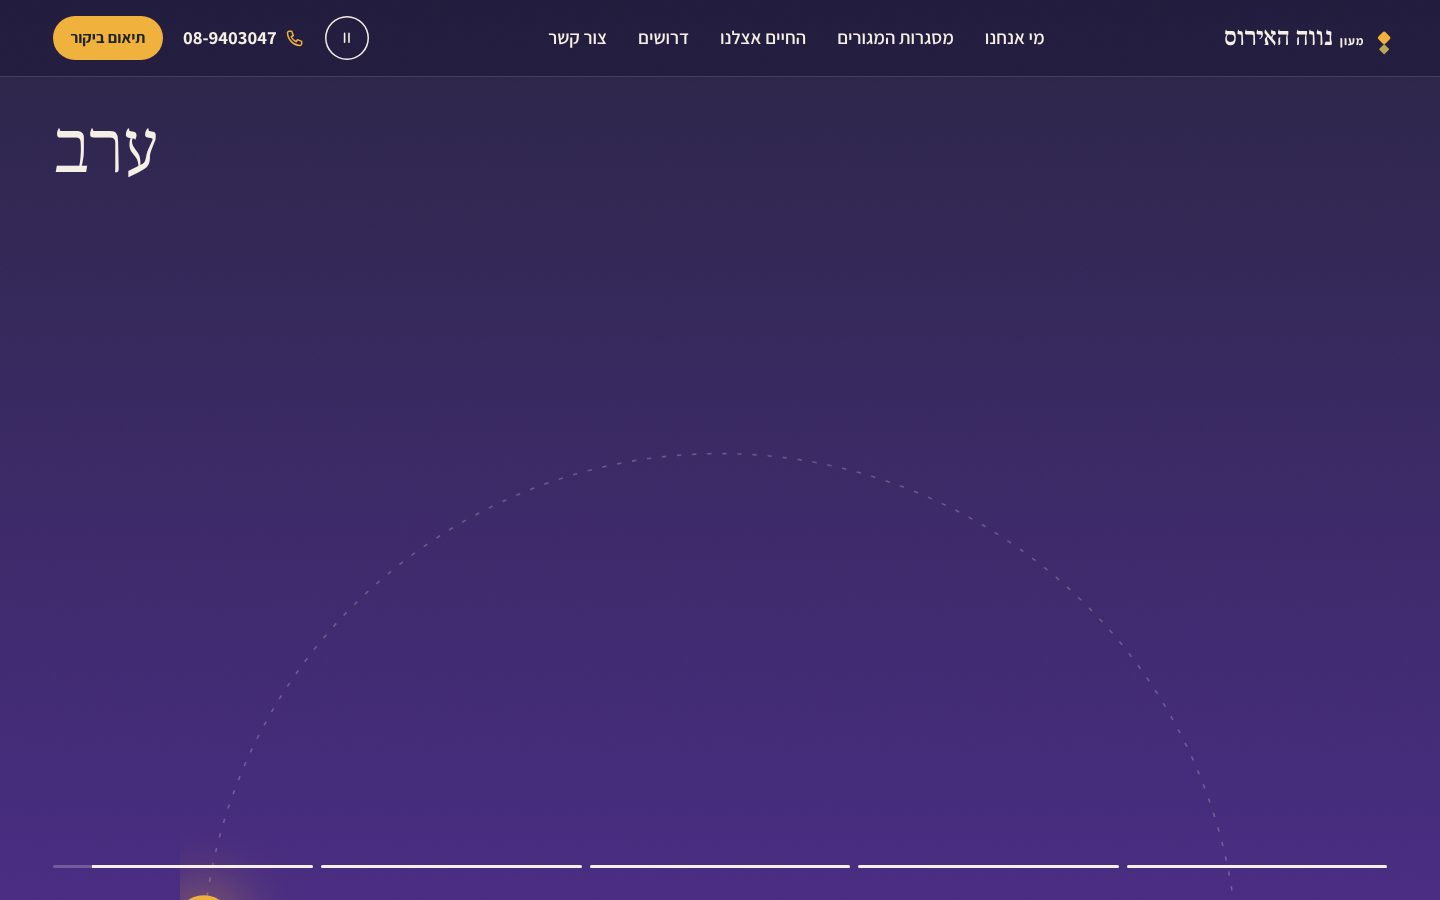 מעון נווה האירוס
מי אנחנו
מסגרות המגורים
החיים אצלנו
דרושים
צור קשר
08-9403047
תיאום ביקור
ערב